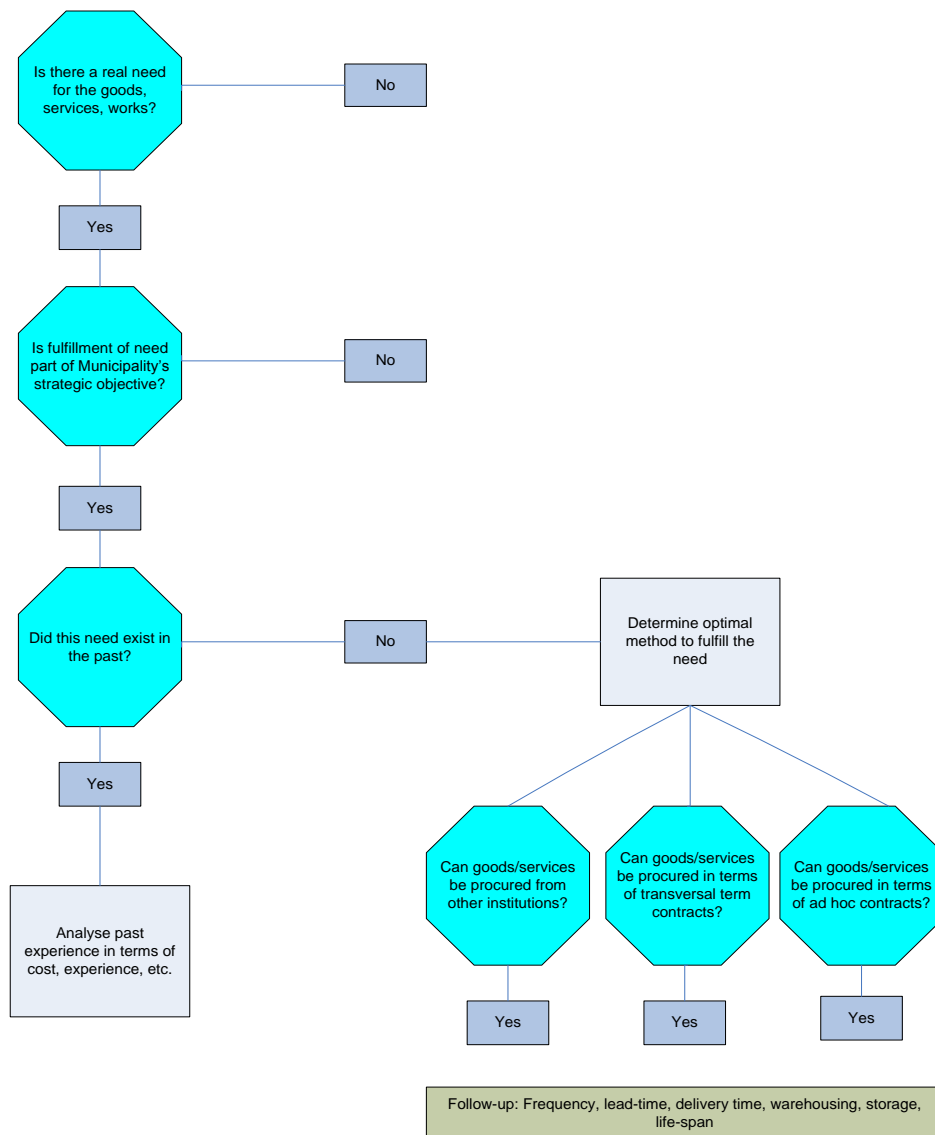 Is there a real need
for the goods,
services, works?
No
Yes
Is fulfillment of need
part of Municipality’s
strategic objective?
No
Yes
Did this need exist in
the past?
No
Determine optimal
method to fulfill the
need
Yes
Analyse past
experience in terms of
cost, experience, etc.
Can goods/services
be procured from
other institutions?
Can goods/services
be procured in terms
of transversal term
contracts?
Can goods/services
be procured in terms
of ad hoc contracts?
Yes
Yes
Yes
Follow-up: Frequency, lead-time, delivery time, warehousing, storage,
life-span